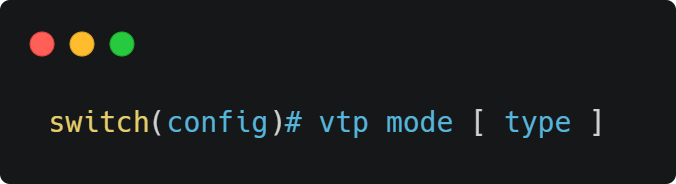 switch(config)# vtp mode [ type ]